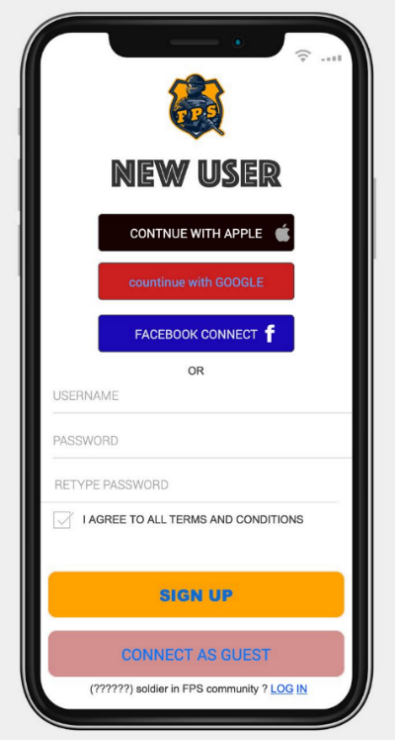 FPS
NEW USER
CONTNUE WITH APPLE
countinue with GOOGLE
FACEBOOK CONNECT f
OR
USERNAME
PASSWORD
RETYPE PASSWORD
I AGREE TO ALL TERMS AND CONDITIONS
SIGN UP
CONNECT AS GUEST
(??????) soldier in FPS community ? LOG IN